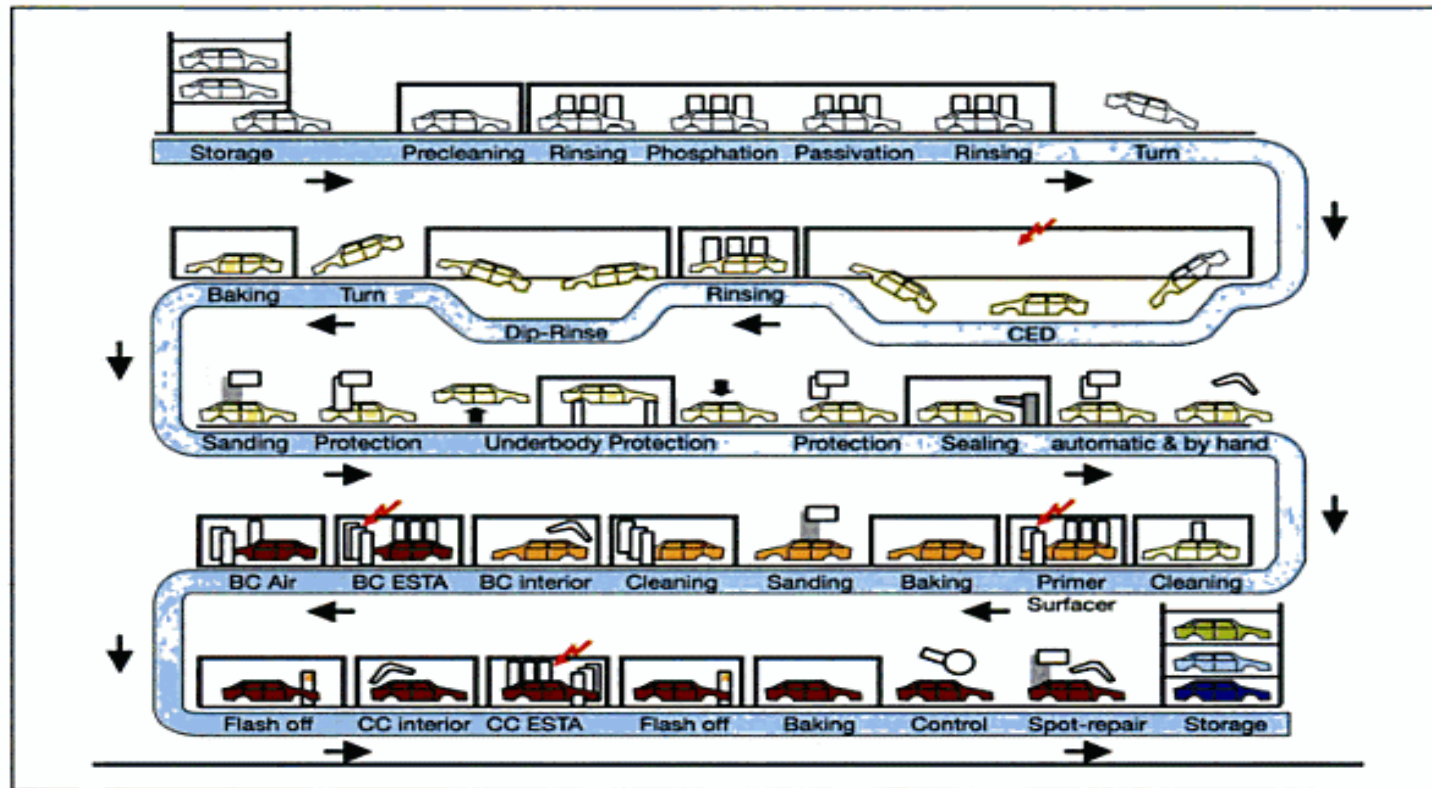 Storage Precleaning Rinsing Phosphation Passivation Rinsing Turn
Baking Turn Rinsing
Dip-Rinse CED
Sanding Protection Underbody Protection Protection Sealing automatic & by hand
BC Air BC ESTA BC interior Cleaning Sanding Baking Primer Cleaning
Surfacer
Flash off CC interior CC ESTA Flash off Baking Control Spot-repair Storage